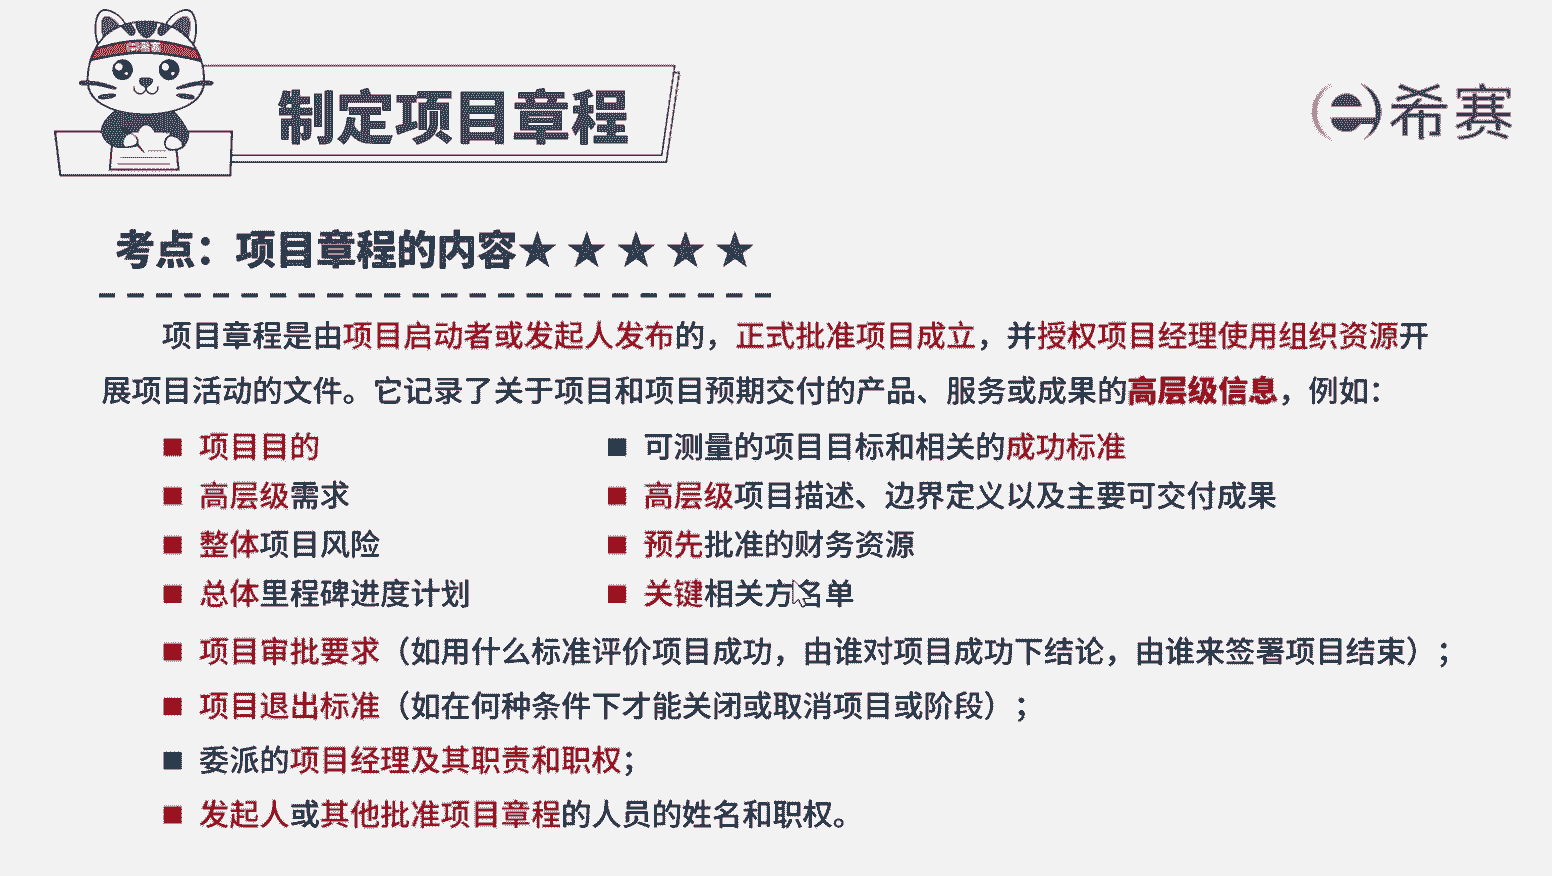 制定项目章程
希赛
考点：项目章程的内容★★★★★
项目章程是由项目启动者或发起人发布的，正式批准项目成立，并授权项目经理使用组织资源开
展项目活动的文件。它记录了关于项目和项目预期交付的产品、服务或成果的高层级信息，例如：
■ 项目目的
■ 可测量的项目目标和相关的成功标准
■ 高层级需求
■ 高层级项目描述、边界定义以及主要可交付成果
■ 整体项目风险
■ 预先批准的财务资源
■ 总体里程碑进度计划
■ 关键相关方名单
■ 项目审批要求（如用什么标准评价项目成功，由谁对项目成功下结论，由谁来签署项目结束）；
■ 项目退出标准（如在何种条件下才能关闭或取消项目或阶段）；
■ 委派的项目经理及其职责和职权；
■ 发起人或其他批准项目章程的人员的姓名和职权。